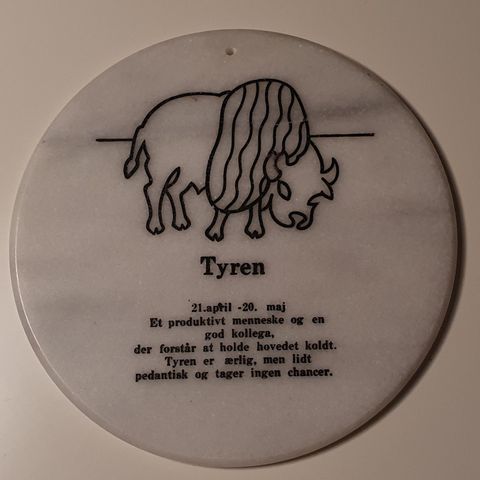 Tyren
21.april -20. maj
Et produktivt menneske og en
god kollega,
der forstår at holde hovedet koldt.
Tyren er ærlig, men lidt
pedantisk og tager ingen chancer.